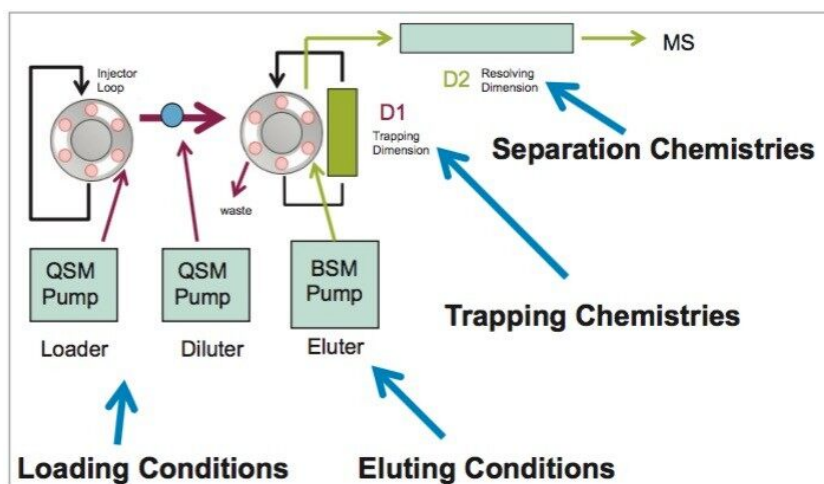 Injector
Loop
MS
D2 Resolving
Dimension
D1
Trapping
Dimension
Separation Chemistries
waste
QSM
Pump
QSM
Pump
BSM
Pump
Trapping Chemistries
Loader
Diluter
Eluter
Loading Conditions
Eluting Conditions